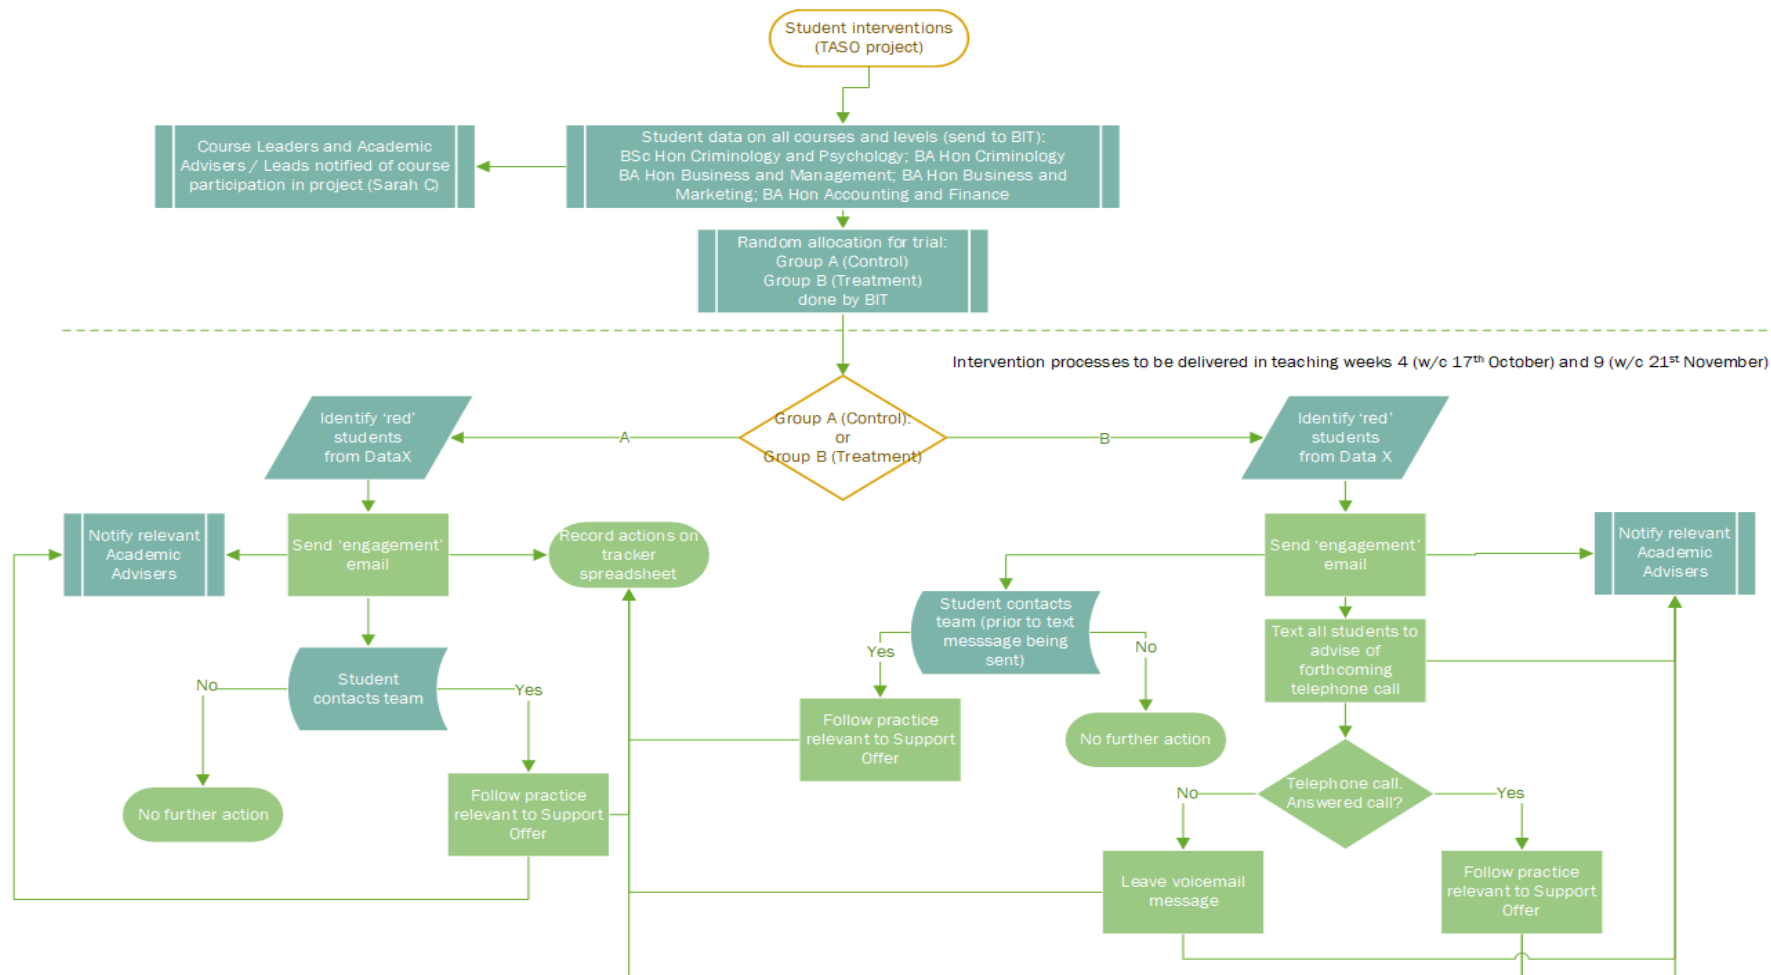 Student interventions
(TASO project)
Course Leaders and Academic
Advisers / Leads notified of course
participation in project (Sarah C)
Student data on all courses and levels (send to BIT):
BSc Hon Criminology and Psychology; BA Hon Criminology
BA Hon Business and Management; BA Hon Business and
Marketing; BA Hon Accounting and Finance
Random allocation for trial:
Group A (Control)
Group B (Treatment)
done by BIT
Intervention processes to be delivered in teaching weeks 4 (w/c 17th October) and 9 (w/c 21st November)
Group A (Control).
or
Group B (Treatment)
A
B
Identify ‘red’
students
from DataX
Identify ‘red’
students
from Data X
Notify relevant
Academic
Advisers
Send ‘engagement’
email
Record actions on
tracker
spreadsheet
Send ‘engagement’
email
Notify relevant
Academic
Advisers
Student contacts
team (prior to text
messsage being
sent)
Yes
No
Text all students to
advise of
forthcoming
telephone call
Student
contacts team
No
Yes
Follow practice
relevant to Support
Offer
No further action
Telephone call.
Answered call?
No
Yes
No further action
Follow practice
relevant to Support
Offer
Leave voicemail
message
Follow practice
relevant to Support
Offer